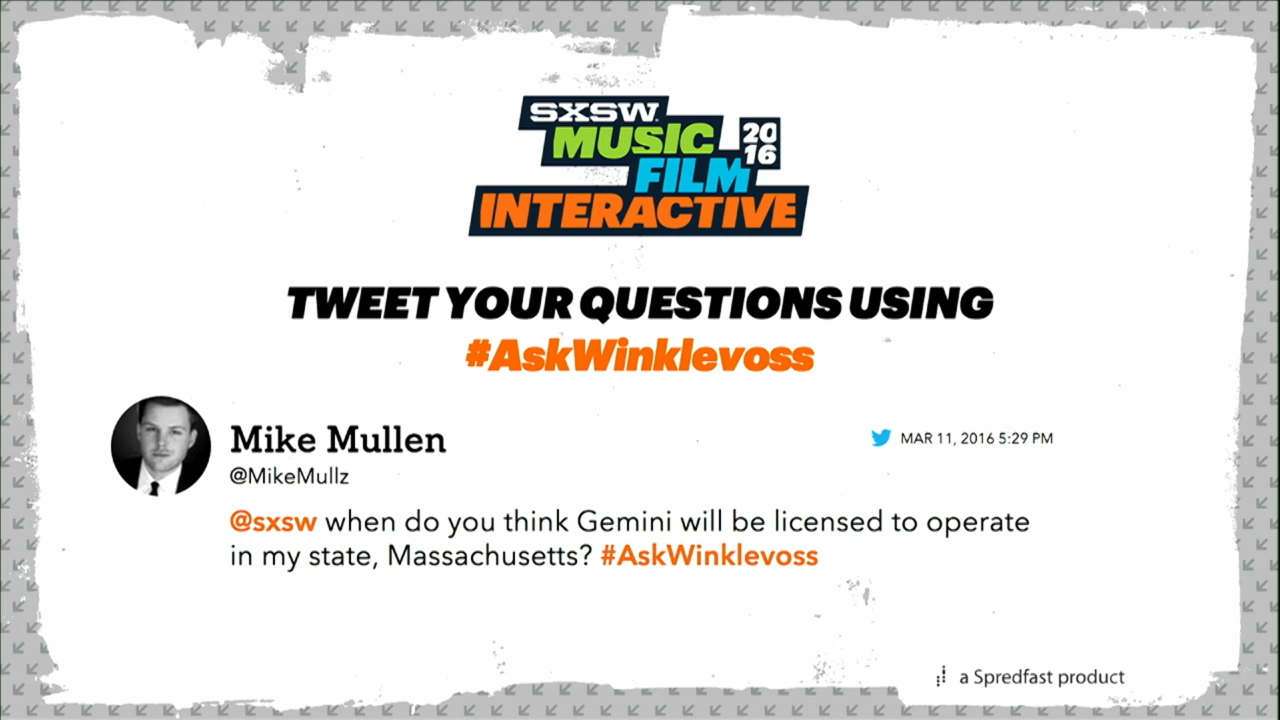 SXSW.
MUSIC
2016
FILM
INTERACTIVE
TWEET YOUR QUESTIONS USING
#AskWinklevoss
Mike Mullen
MAR 11, 2016 5:29 PM
@MikeMullz
@sxsw when do you think Gemini will be licensed to operate
in my state, Massachusetts? #AskWinklevoss
a Spredfast product